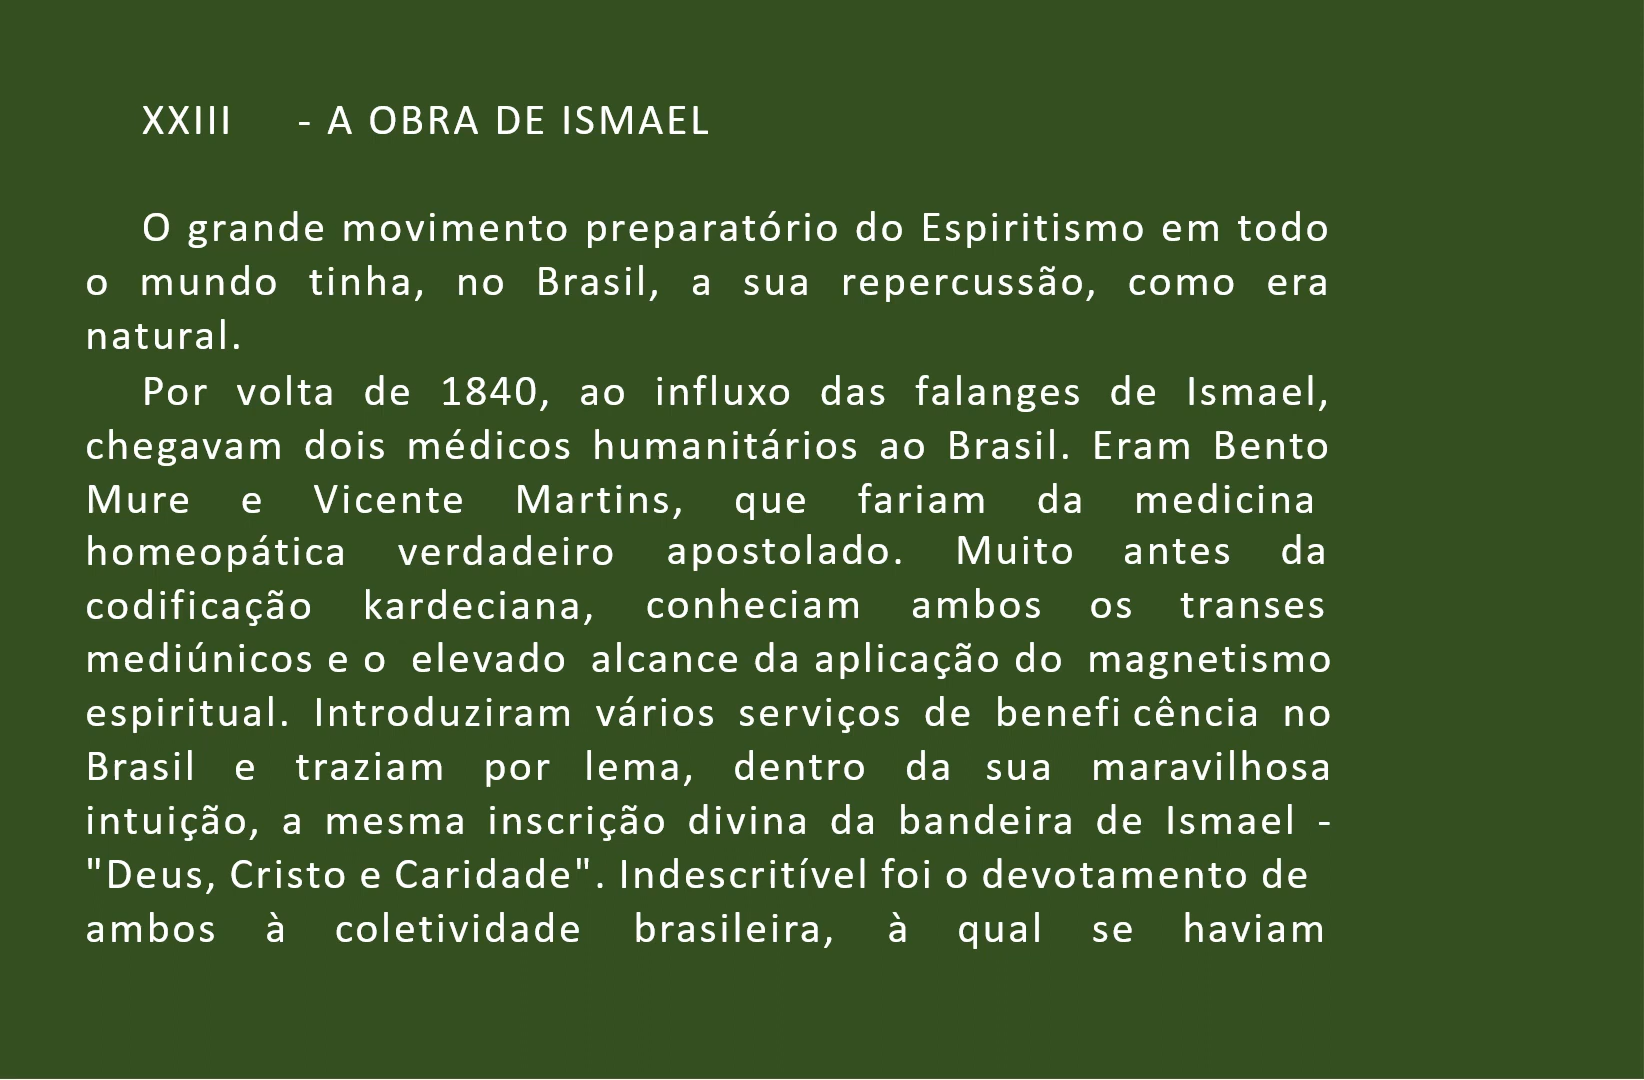 XXIII - A OBRA DE ISMAEL
O grande movimento preparatório do Espiritismo em todo
o mundo tinha, no Brasil, a sua repercussão, como era
natural.
Por volta de 1840, ao influxo das falanges de Ismael,
chegavam dois médicos humanitários ao Brasil. Eram Bento
Mure e Vicente Martins, que fariam da medicina
homeopática verdadeiro apostolado. Muito antes da
codificação kardeciana, conheciam ambos os transes
mediúnicos e o elevado alcance da aplicação do magnetismo
espiritual. Introduziram vários serviços de benefi cência no
Brasil e traziam por lema, dentro da sua maravilhosa
intuição, a mesma inscrição divina da bandeira de Ismael -
"Deus, Cristo e Caridade". Indescritível foi o devotamento de
ambos à coletividade brasileira, à qual se haviam